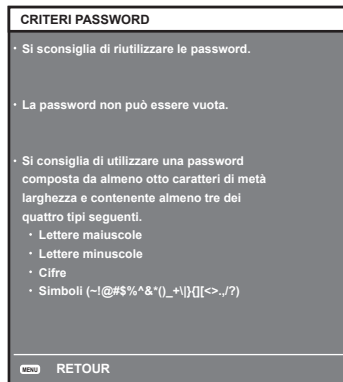 CRITERI PASSWORD
· Si sconsiglia di riutilizzare le password.
· La password non può essere vuota.
· Si consiglia di utilizzare una password
composta da almeno otto caratteri di metà
larghezza e contenente almeno tre dei
quattro tipi seguenti.
· Lettere maiuscole
· Lettere minuscole
· Cifre
· Simboli (~!@#$%^&*()_+\|}{][<>.,/?)
MENU RETOUR